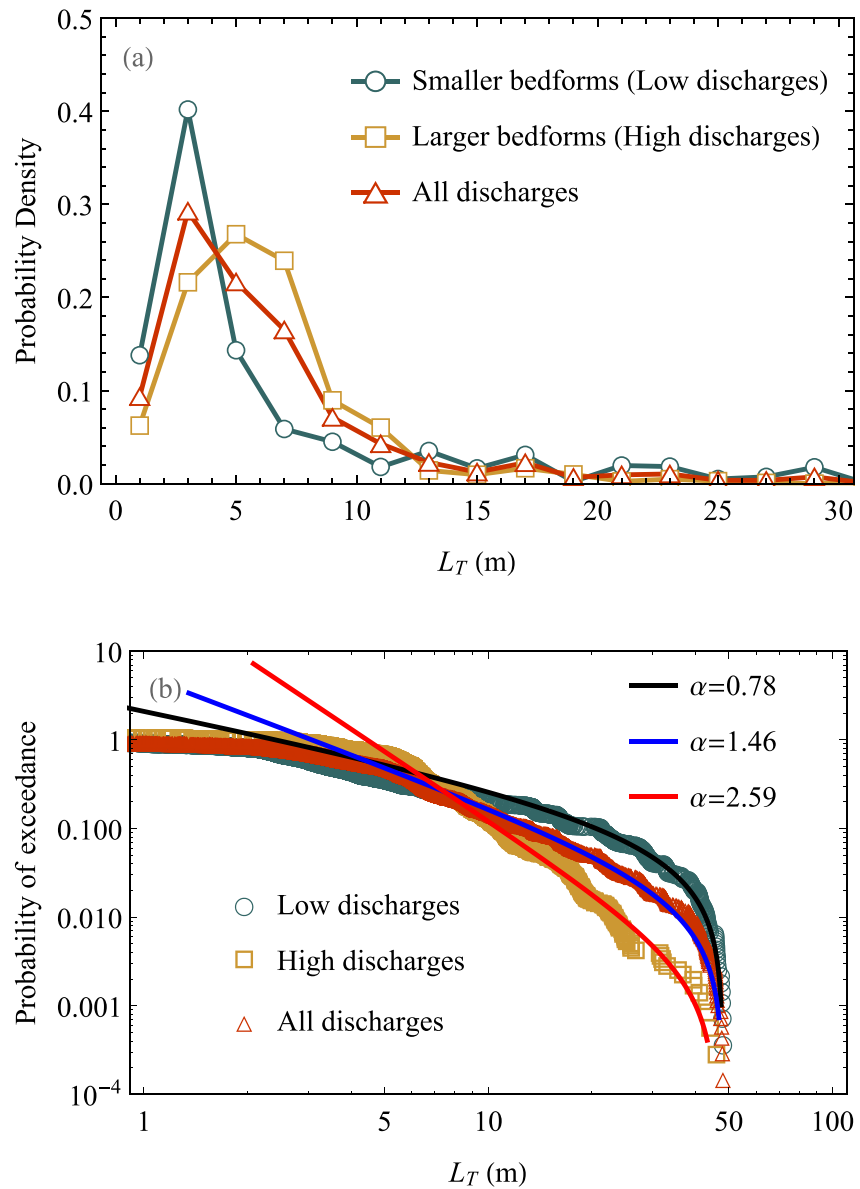 (a)
Smaller bedforms (Low discharges)
Larger bedforms (High discharges)
All discharges
Probability Density
0.5
0.4
0.3
0.2
0.1
0.0
0 5 10 15 20 25 30
L_T (m)
(b)
α=0.78
α=1.46
α=2.59
Low discharges
High discharges
All discharges
Probability of exceedance
10
1
0.100
0.010
0.001
10⁻⁴
1 5 10 50 100
L_T (m)